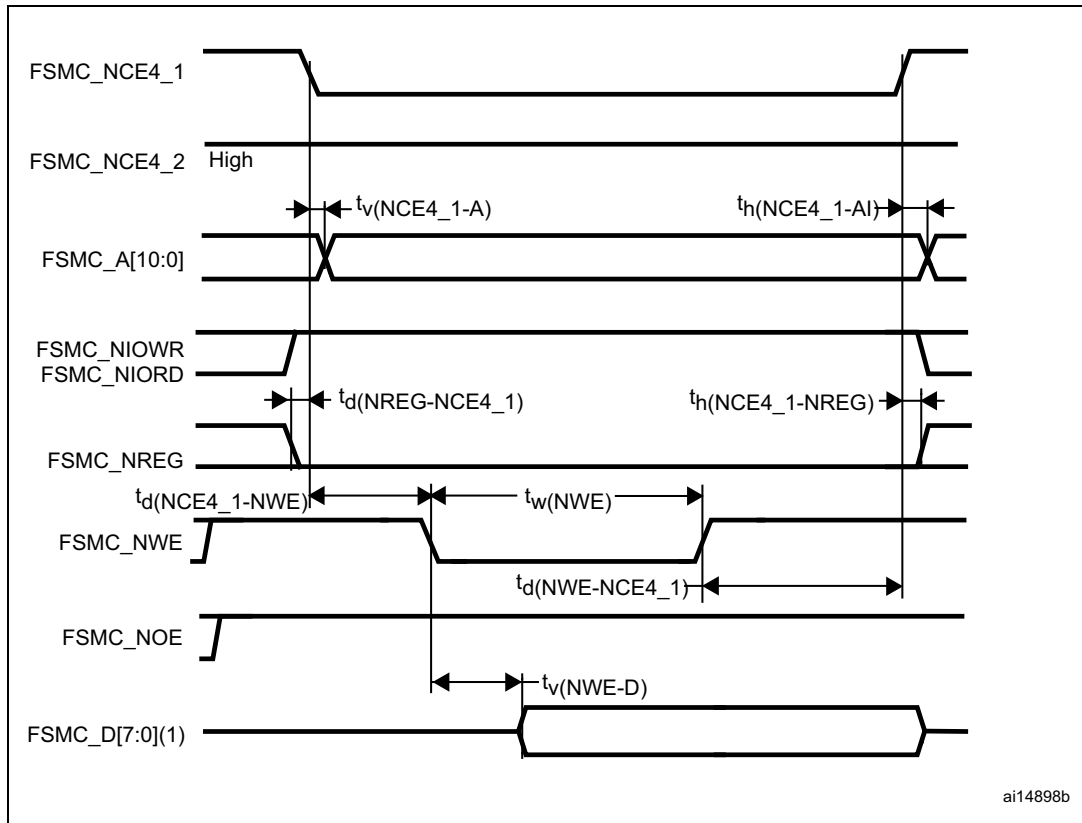 FSMC_NCE4_1
FSMC_NCE4_2
High
tv(NCE4_1-A)
th(NCE4_1-AI)
FSMC_A[10:0]
FSMC_NIOWR
FSMC_NIORD
td(NREG-NCE4_1)
th(NCE4_1-NREG)
FSMC_NREG
td(NCE4_1-NWE)
tw(NWE)
FSMC_NWE
td(NWE-NCE4_1)
FSMC_NOE
tv(NWE-D)
FSMC_D[7:0](1)
ai14898b